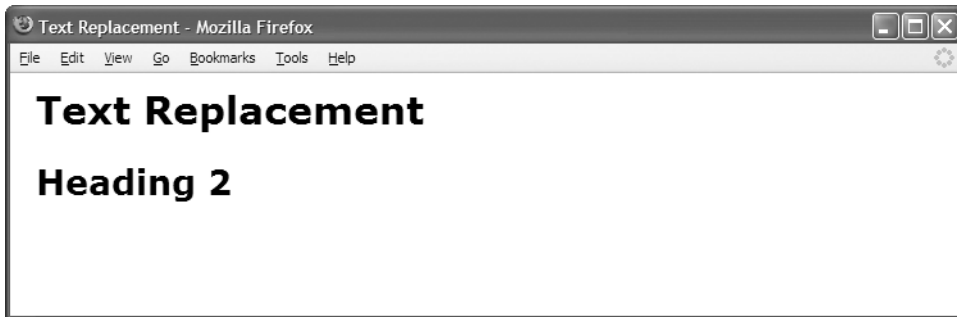 Text Replacement - Mozilla Firefox
File Edit View Go Bookmarks Tools Help
Text Replacement
Heading 2